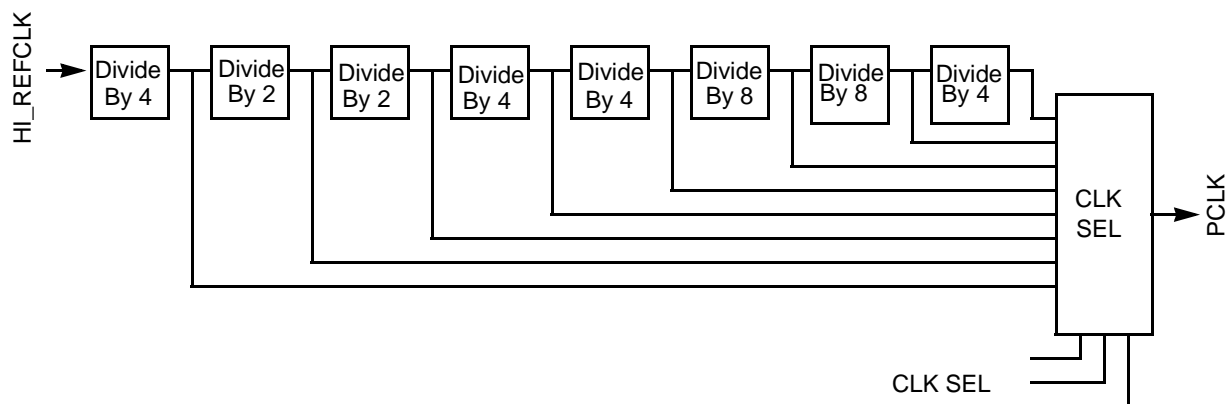 HI_REFCLK
Divide
By 4
Divide
By 2
Divide
By 2
Divide
By 4
Divide
By 4
Divide
By 8
Divide
By 8
Divide
By 4
CLK
SEL
PCLK
CLK SEL